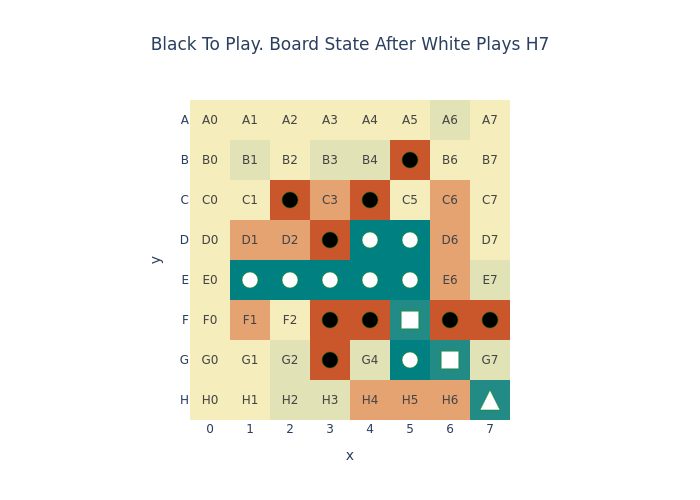 Black To Play. Board State After White Plays H7
A A0 A1 A2 A3 A4 A5 A6 A7
B B0 B1 B2 B3 B4 B6 B7
C C0 C1 C3 C5 C6 C7
D D0 D1 D2 D6 D7
E E0 E6 E7
F F0 F1 F2
G G0 G1 G2 G4 G7
H H0 H1 H2 H3 H4 H5 H6
0 1 2 3 4 5 6 7
x
y